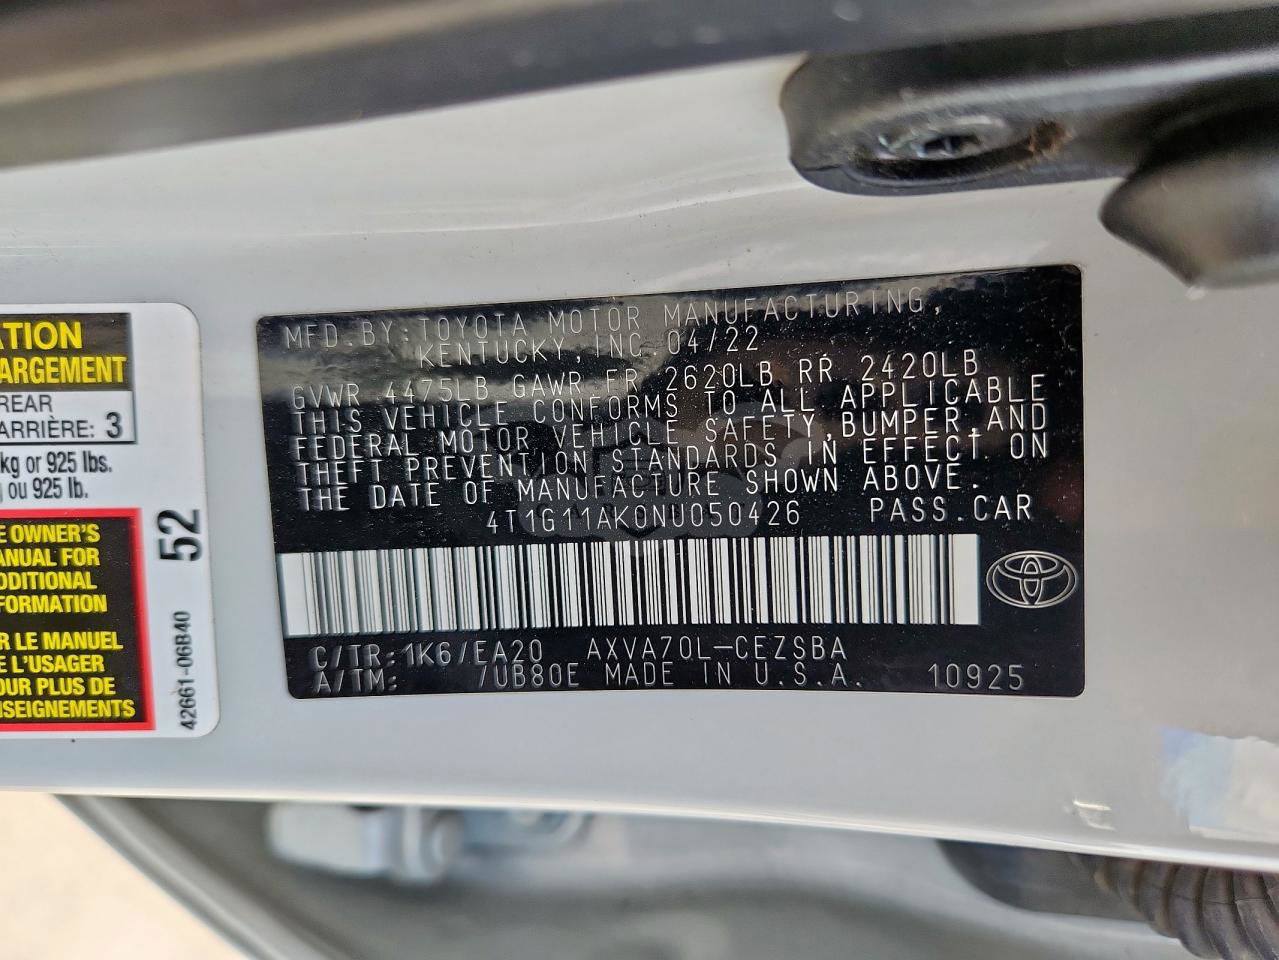 ATION
ARGEMENT
REAR
ARRIÈRE: 3
kg or 925 lbs.
ou 925 lb.
E OWNER'S
ANUAL FOR
DDITIONAL
FORMATION
R LE MANUEL
E L'USAGER
OUR PLUS DE
SEIGNEMENTS
52
42661-06B40
MFD.BY:TOYOTA MOTOR MANUFACTURING,
KENTUCKY,INC.04/22
GVWR 4475LB GAWR FR 2620LB RR 2420LB
THIS VEHICLE CONFORMS TO ALL APPLICABLE
FEDERAL MOTOR VEHICLE SAFETY,BUMPER,AND
THEFT PREVENTION STANDARDS IN EFFECT ON
THE DATE OF MANUFACTURE SHOWN ABOVE.
4T1G11AK0NU050426 PASS.CAR
C/TR:1K6/EA20 AXVA70L-CEZSBA
A/TM: /UB80E MADE IN U.S.A. 10925